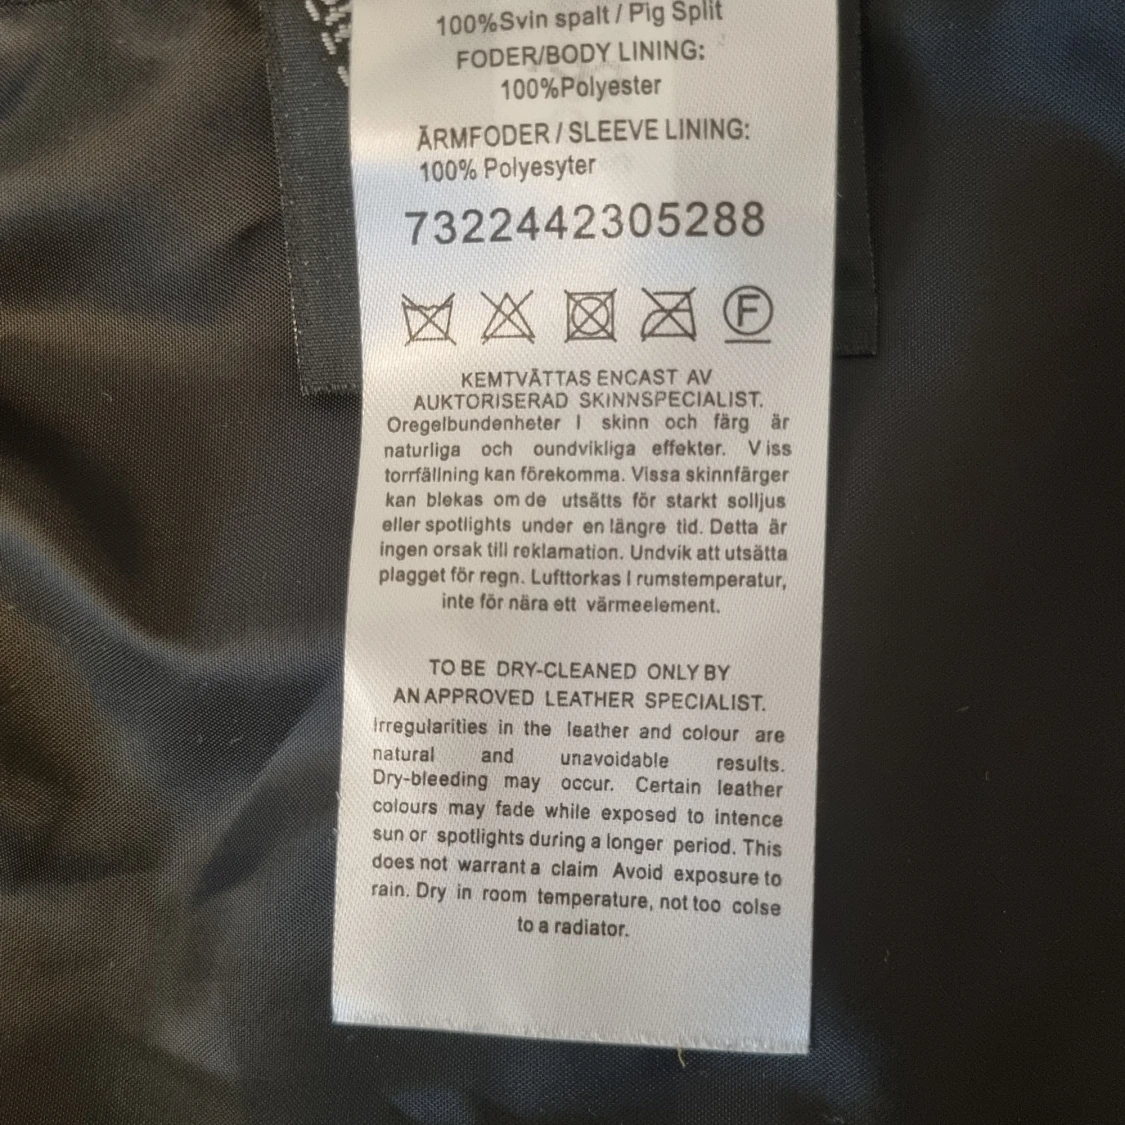 100%Svin spalt / Pig Split
FODER/BODY LINING:
100%Polyester
ÄRMFODER / SLEEVE LINING:
100% Polyesyter
7322442305288
F
KEMTVÄTTAS ENCAST AV
AUKTORISERAD SKINNSPECIALIST.
Oregelbundenheter I skinn och färg är
naturliga och oundvikliga effekter. Viss
torrfällning kan förekomma. Vissa skinnfärger
kan blekas om de utsätts för starkt solljus
eller spotlights under en längre tid. Detta är
ingen orsak till reklamation. Undvik att utsätta
plagget för regn. Lufttorkas I rumstemperatur,
inte för nära ett värmeelement.
TO BE DRY-CLEANED ONLY BY
AN APPROVED LEATHER SPECIALIST.
Irregularities in the leather and colour are
natural and unavoidable results.
Dry-bleeding may occur. Certain leather
colours may fade while exposed to intence
sun or spotlights during a longer period. This
does not warrant a claim Avoid exposure to
rain. Dry in room temperature, not too colse
to a radiator.